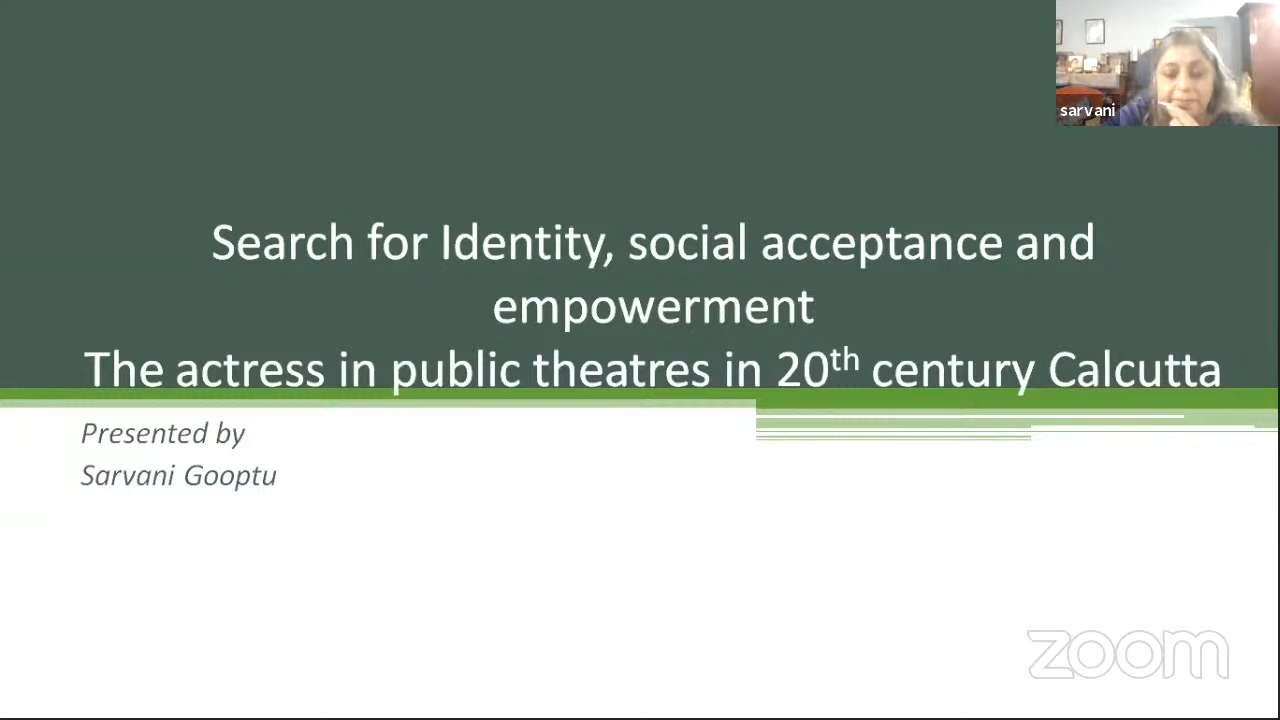 sarvani
Search for Identity, social acceptance and
empowerment
The actress in public theatres in 20th century Calcutta
Presented by
Sarvani Gooptu
zoom